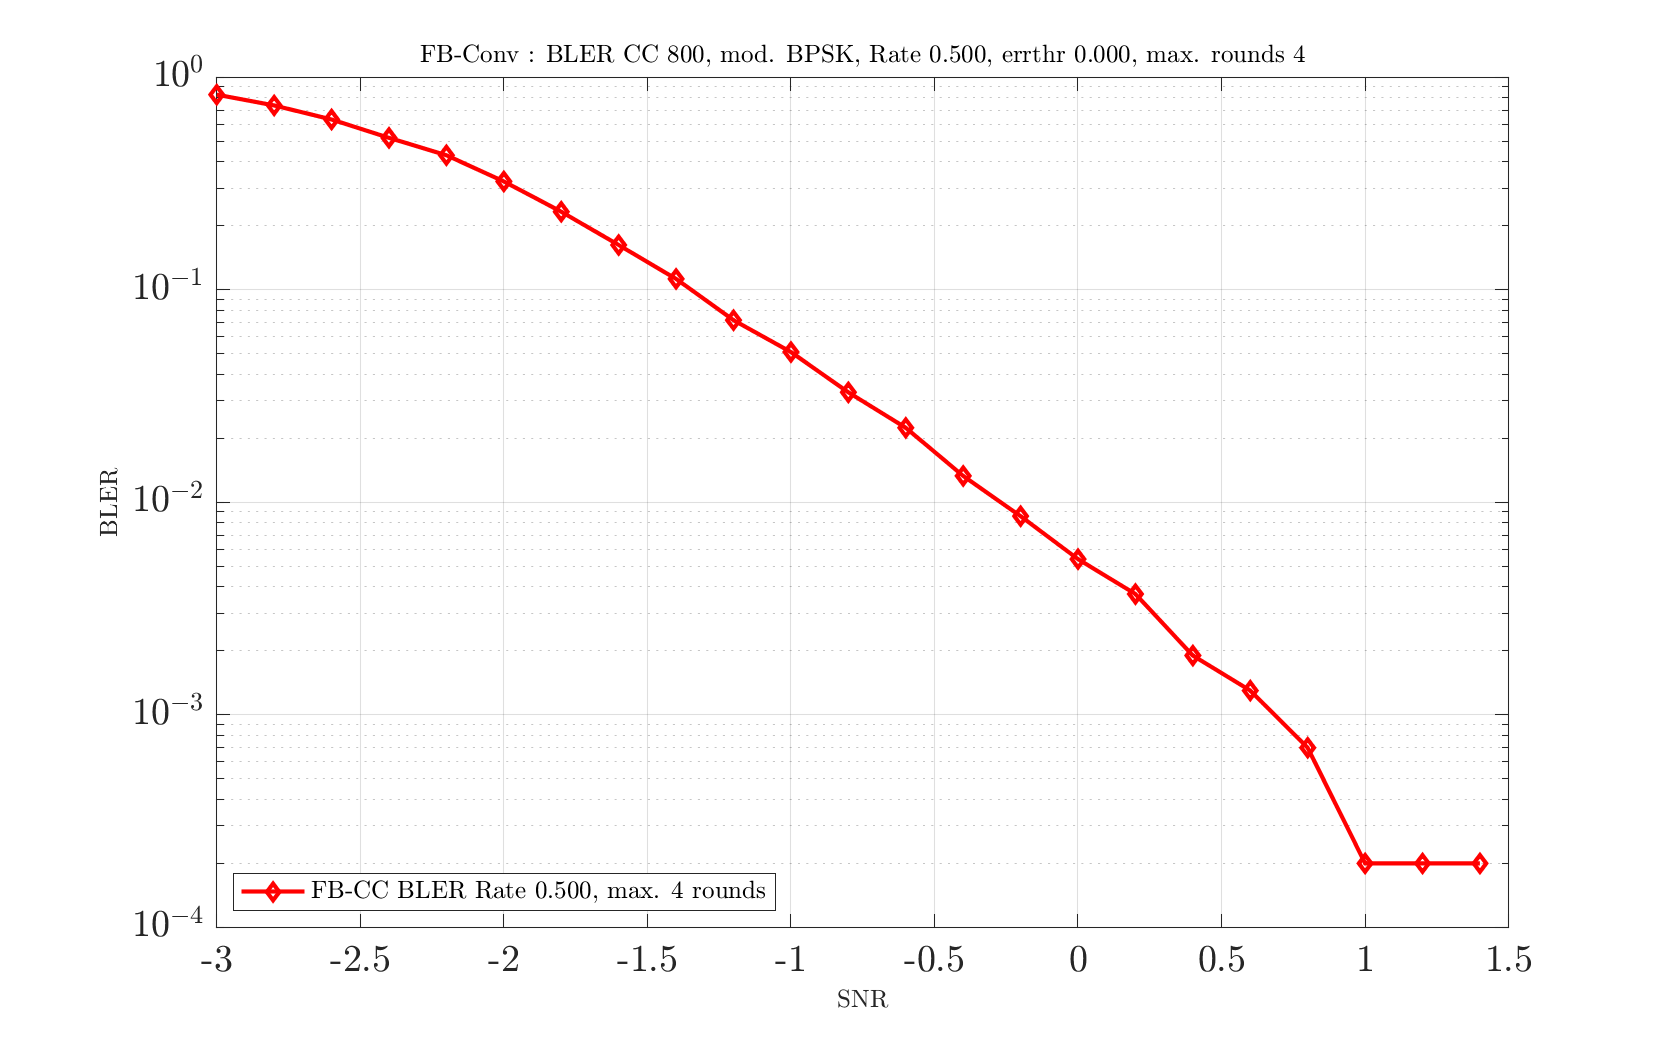 FB-Conv : BLER CC 800, mod. BPSK, Rate 0.500, errthr 0.000, max. rounds 4
10^0
10^-1
10^-2
10^-3
10^-4
BLER
FB-CC BLER Rate 0.500, max. 4 rounds
-3 -2.5 -2 -1.5 -1 -0.5 0 0.5 1 1.5
SNR